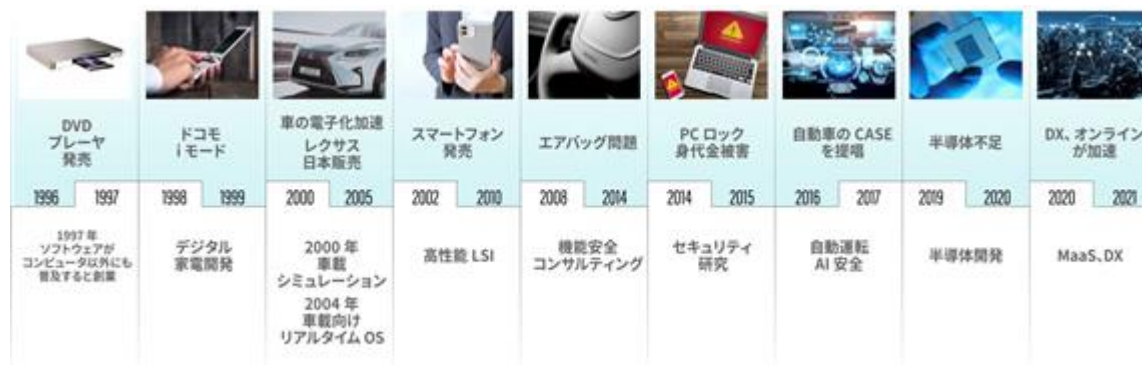 DVD
プレーヤ
発売
ドコモ
iモード
車の電子化加速
レクサス
日本販売
スマートフォン
発売
エアバッグ問題
PC ロック
身代金被害
自動車の CASE
を提唱
半導体不足
DX、オンライン
が加速
1996 1997
1998 1999
2000 2005
2002 2010
2008 2014
2014 2015
2016 2017
2019 2020
2020 2021
1997 年
ソフトウェアが
コンピュータ以外にも
普及すると創業
デジタル
家電開発
2000 年
車載
シミュレーション
2004 年
車載向け
リアルタイム OS
高性能 LSI
機能安全
コンサルティング
セキュリティ
研究
自動運転
AI 安全
半導体開発
MaaS、DX